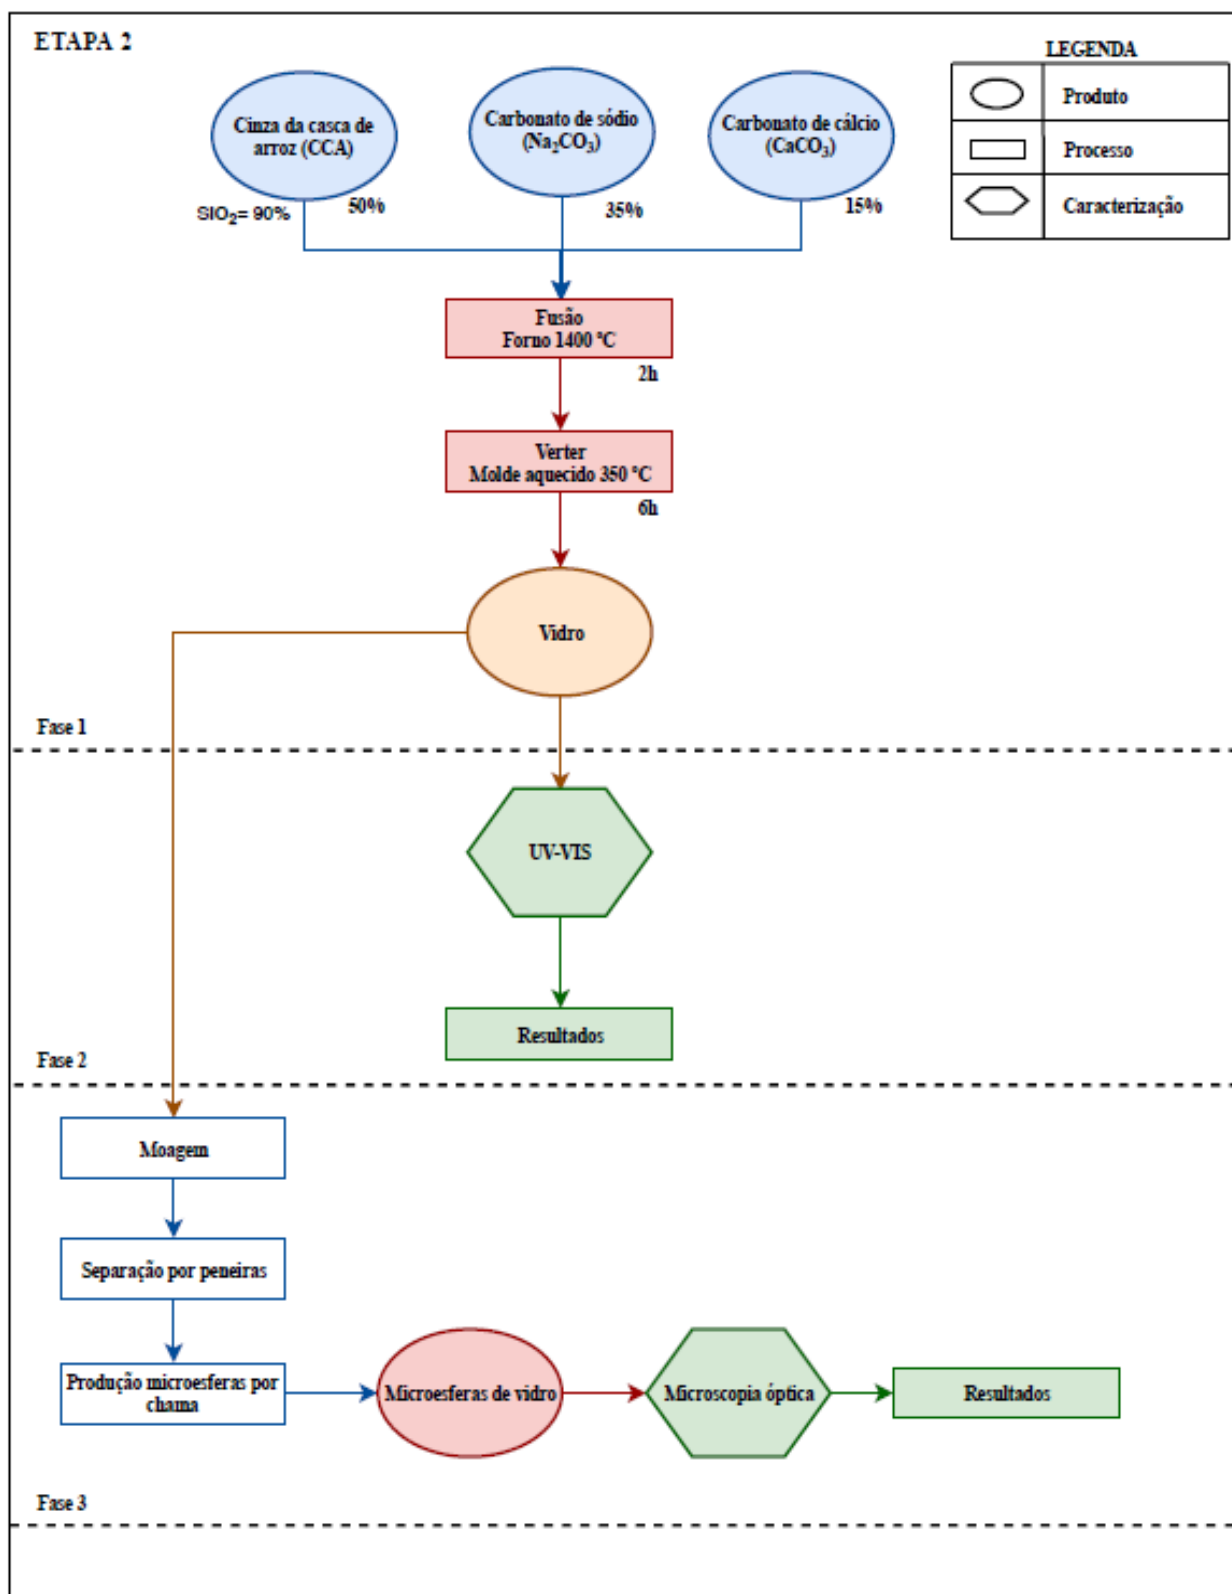 ETAPA 2
LEGENDA
Produto
Processo
Caracterização
Cinza da casca de
arroz (CCA)
Carbonato de sódio
(Na₂CO₃)
Carbonato de cálcio
(CaCO₃)
SIO₂= 90%
50%
35%
15%
Fusão
Forno 1400 ºC
2h
Verter
Molde aquecido 350 ºC
6h
Vidro
Fase 1
UV-VIS
Resultados
Fase 2
Moagem
Separação por peneiras
Produção microesferas por
chama
Microesferas de vidro
Microscopia óptica
Resultados
Fase 3